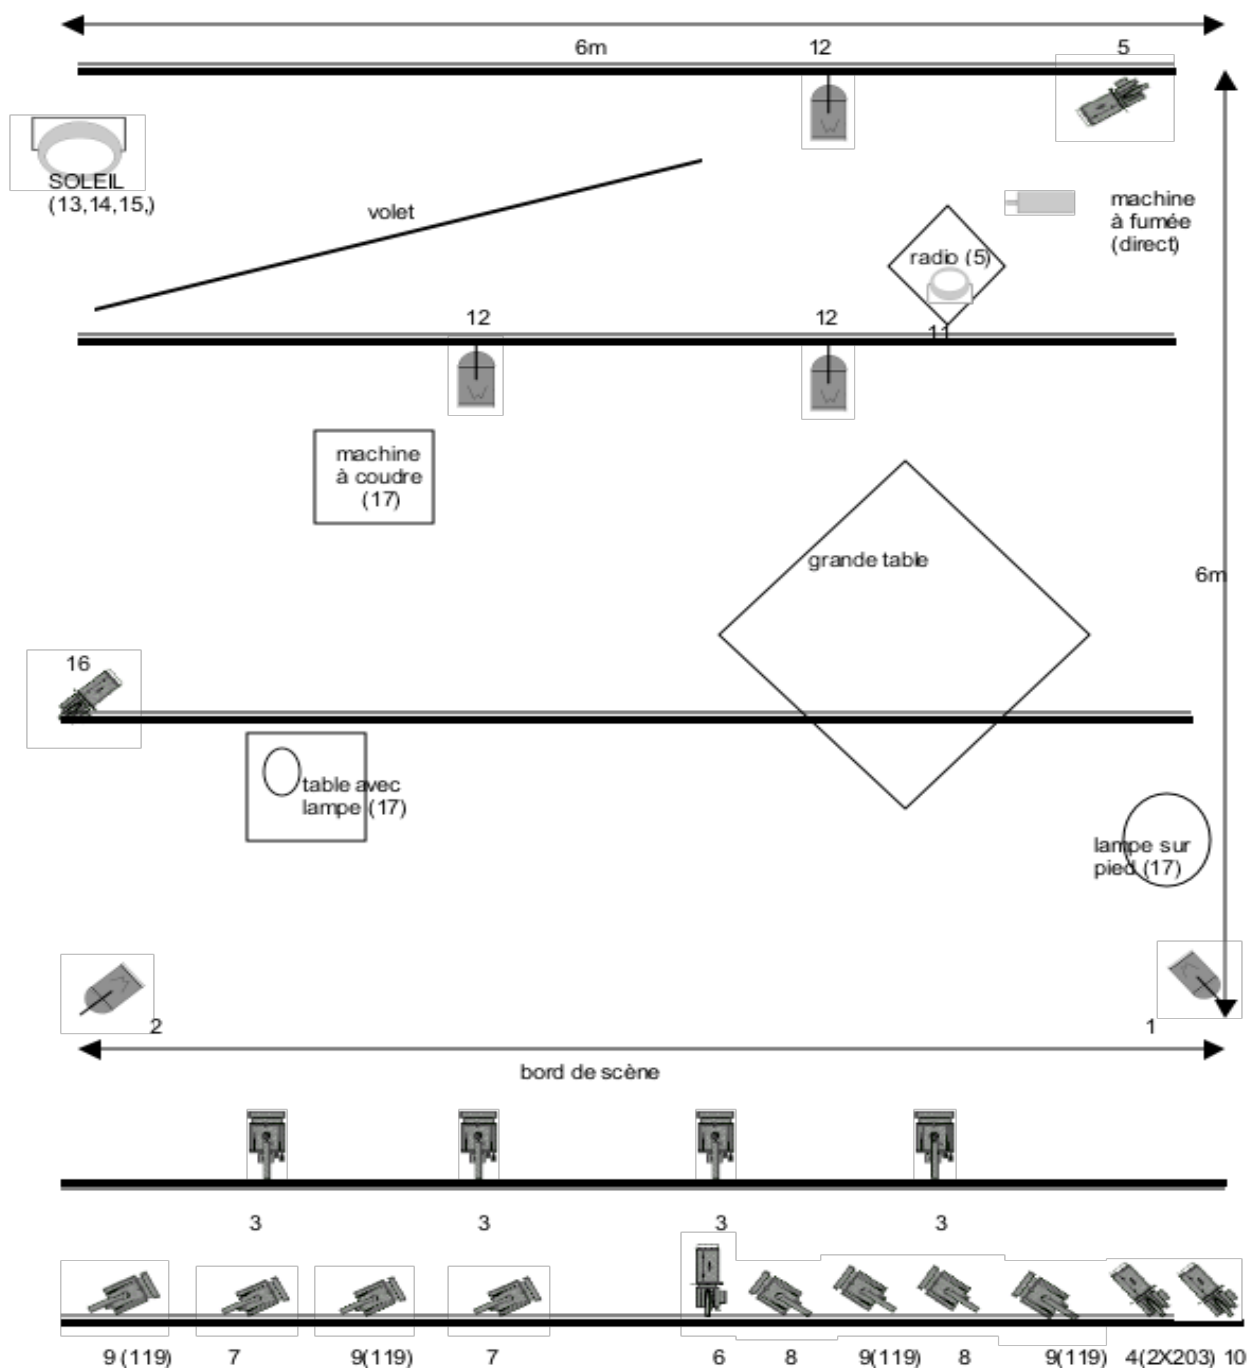 6m
12
5
SOLEIL
(13,14,15,)
volet
machine
à fumée
(direct)
radio (5)
11
12
12
machine
à coudre
(17)
grande table
6m
16
table avec
lampe (17)
lampe sur
pied (17)
2
1
bord de scène
3
3
3
3
9 (119)
7
9(119)
7
6
8
9(119)
8
9(119)
4(2X203)
10